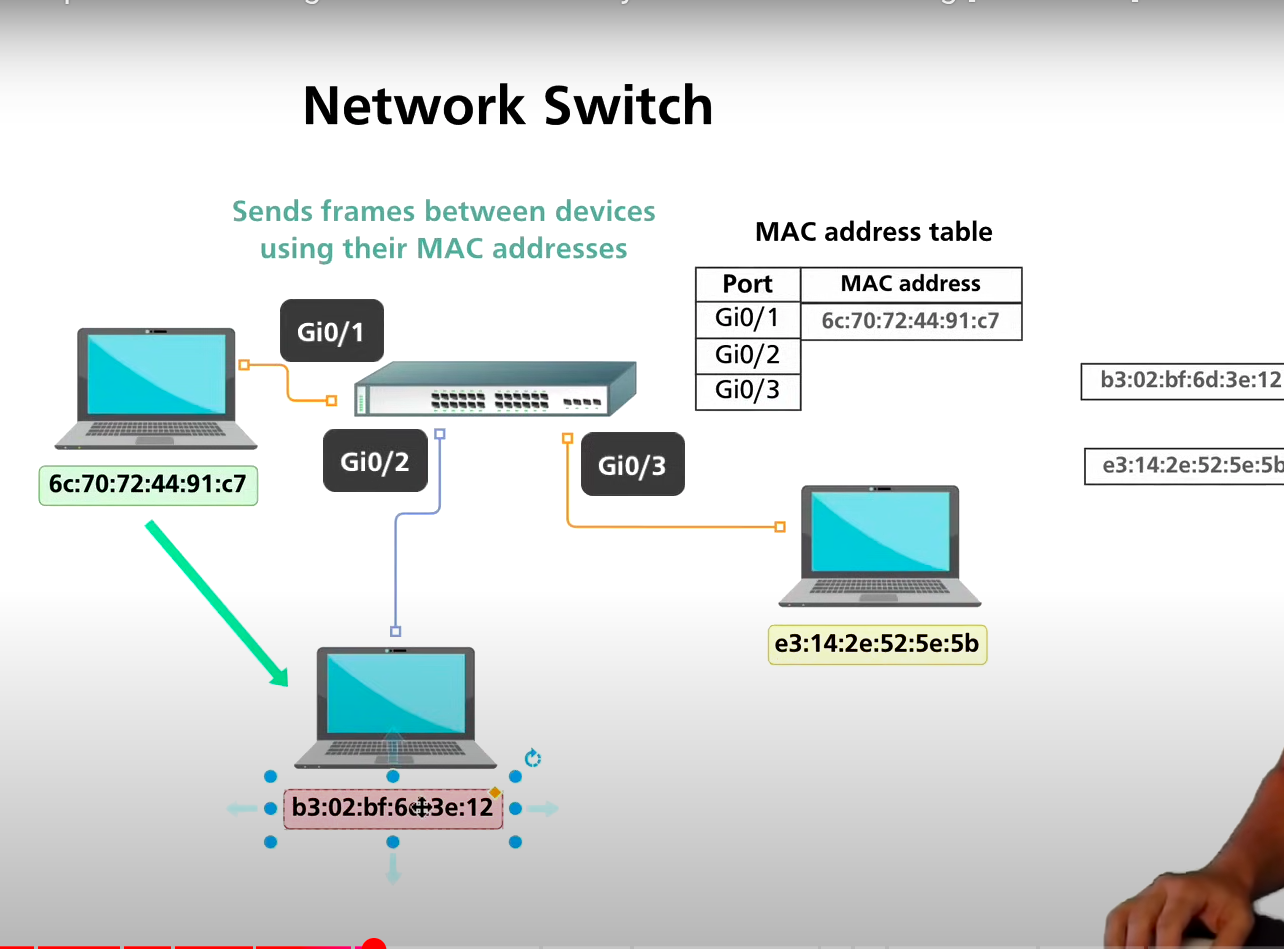 Network Switch
Sends frames between devices
using their MAC addresses
MAC address table
Port MAC address
Gi0/1 6c:70:72:44:91:c7
Gi0/2
Gi0/3
Gi0/1
Gi0/2
Gi0/3
b3:02:bf:6d:3e:12
e3:14:2e:52:5e:5b
6c:70:72:44:91:c7
e3:14:2e:52:5e:5b
b3:02:bf:6d:3e:12